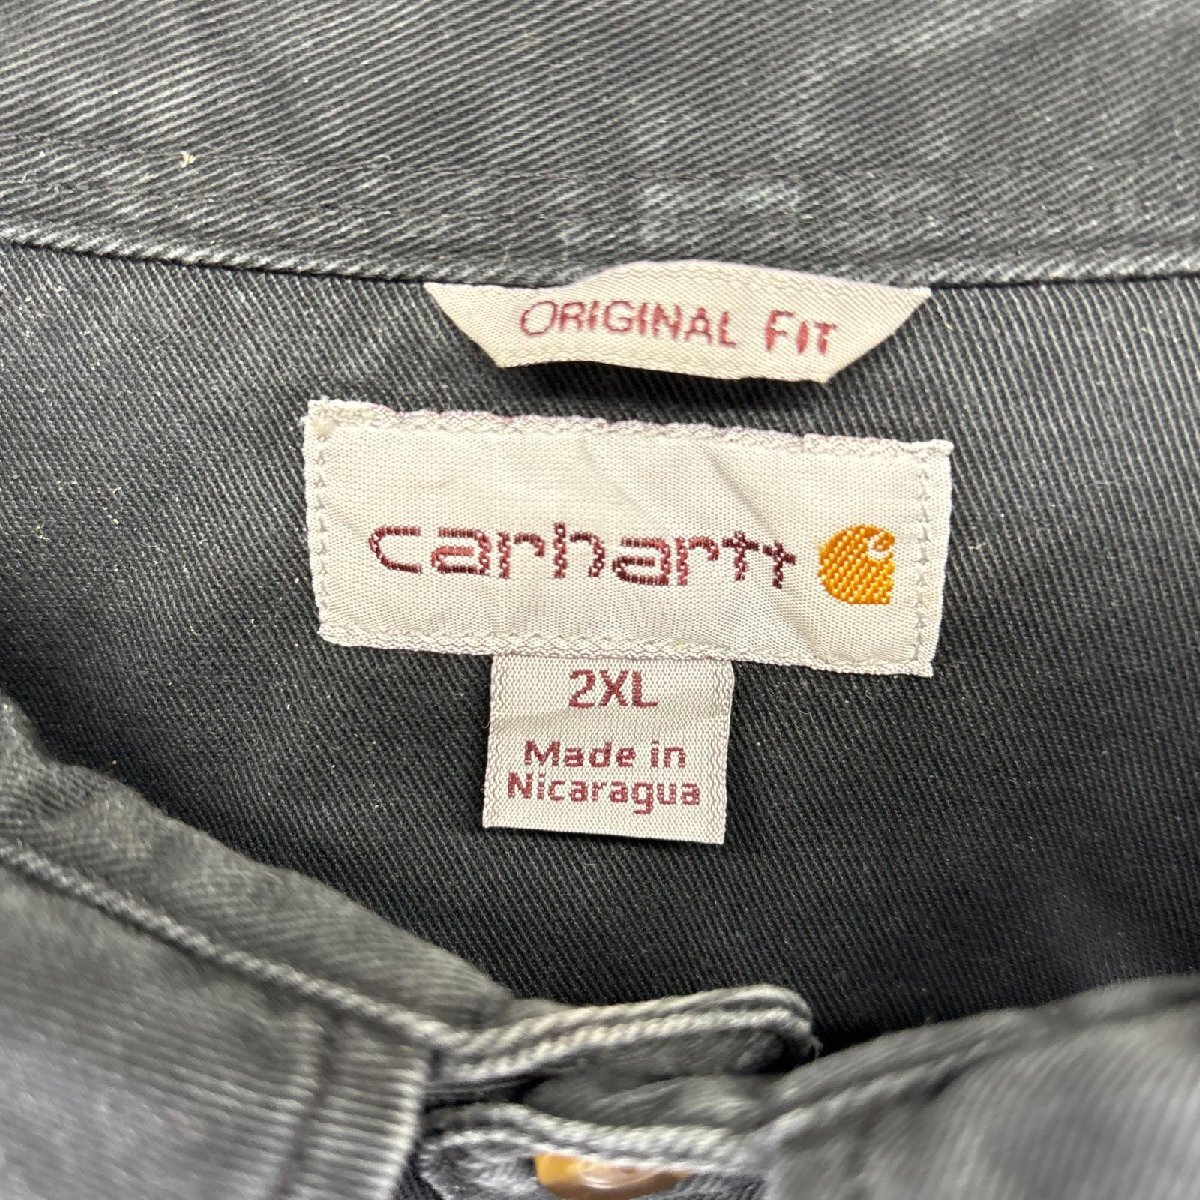 ORIGINAL FIT
carhartt
2XL
Made in
Nicaragua